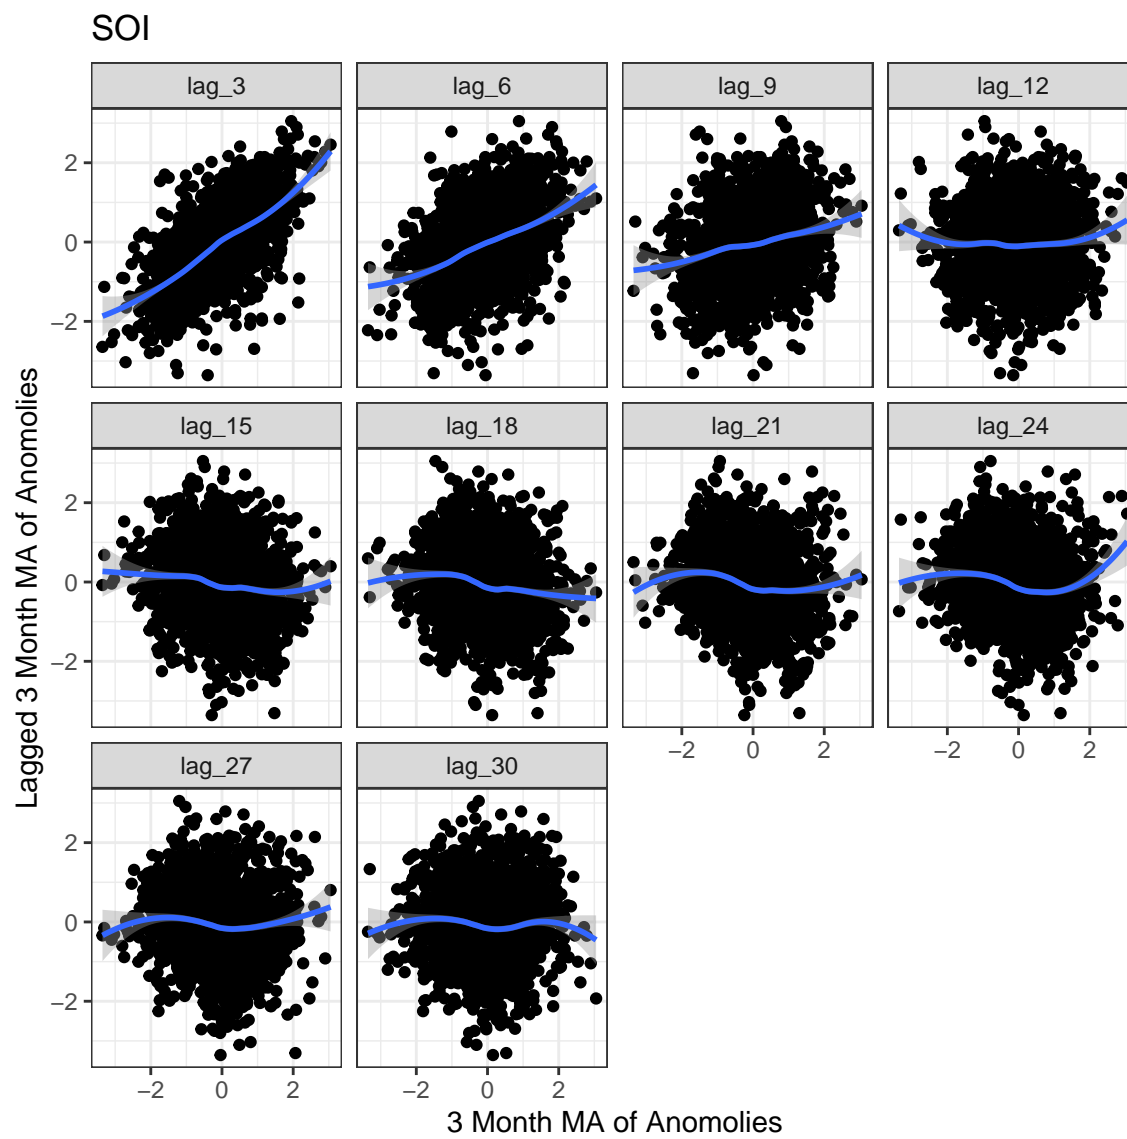 SOI
lag_3 lag_6 lag_9 lag_12
2
0
−2
lag_15 lag_18 lag_21 lag_24
2
0
−2
−2 0 2 −2 0 2
lag_27 lag_30
2
0
−2
−2 0 2 −2 0 2
3 Month MA of Anomolies
Lagged 3 Month MA of Anomolies